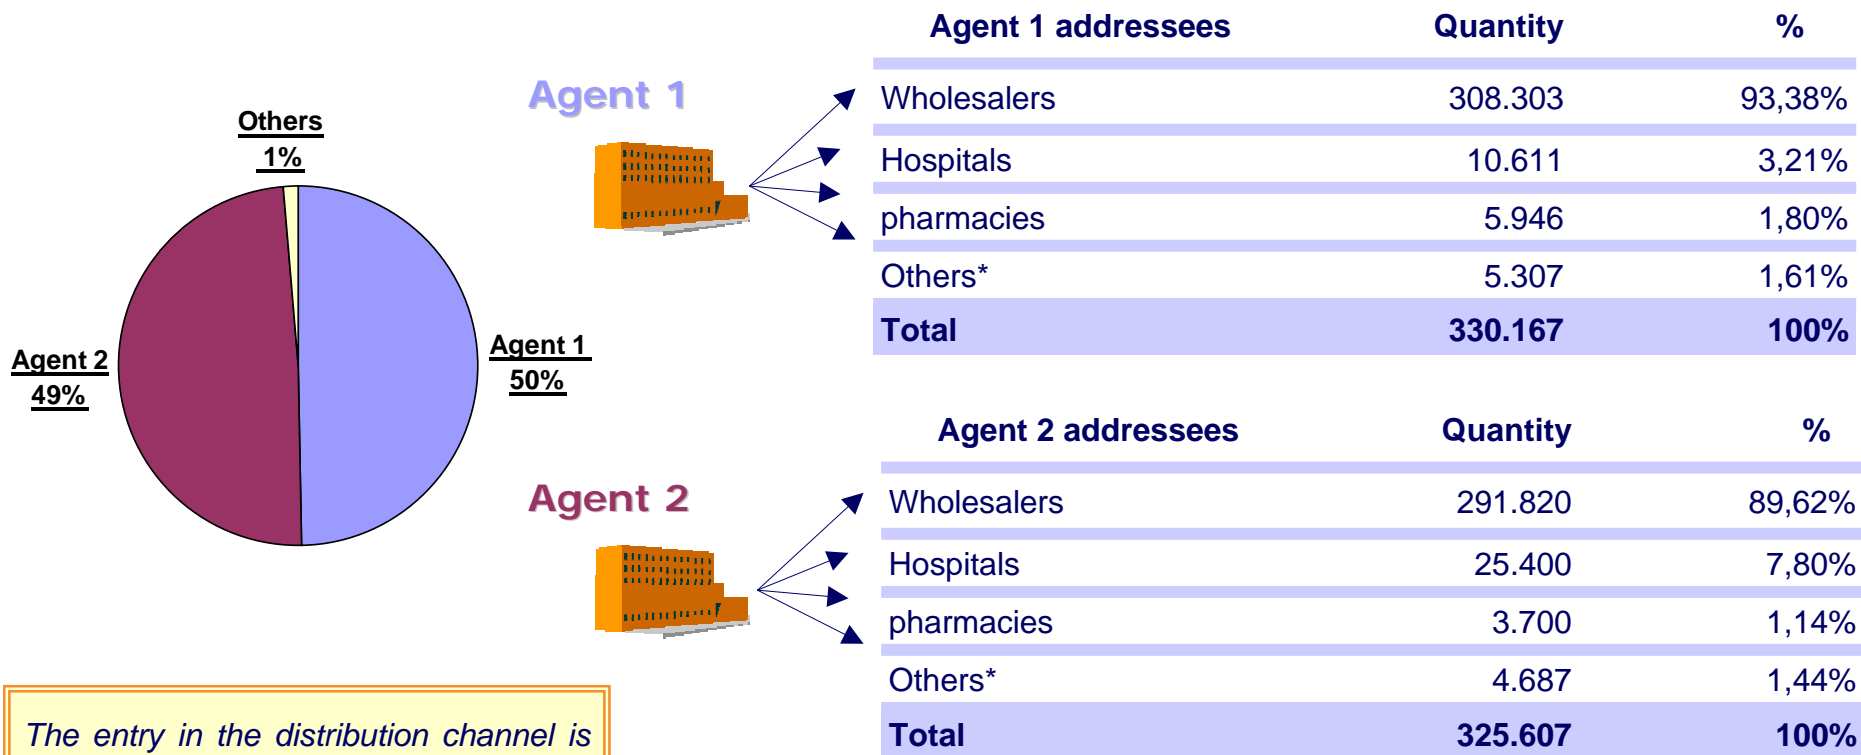 Others
1%
Agent 2
49%
Agent 1
50%
Agent 1
Agent 1 addressees Quantity %
Wholesalers 308.303 93,38%
Hospitals 10.611 3,21%
pharmacies 5.946 1,80%
Others* 5.307 1,61%
Total 330.167 100%
Agent 2
Agent 2 addressees Quantity %
Wholesalers 291.820 89,62%
Hospitals 25.400 7,80%
pharmacies 3.700 1,14%
Others* 4.687 1,44%
Total 325.607 100%
The entry in the distribution channel is